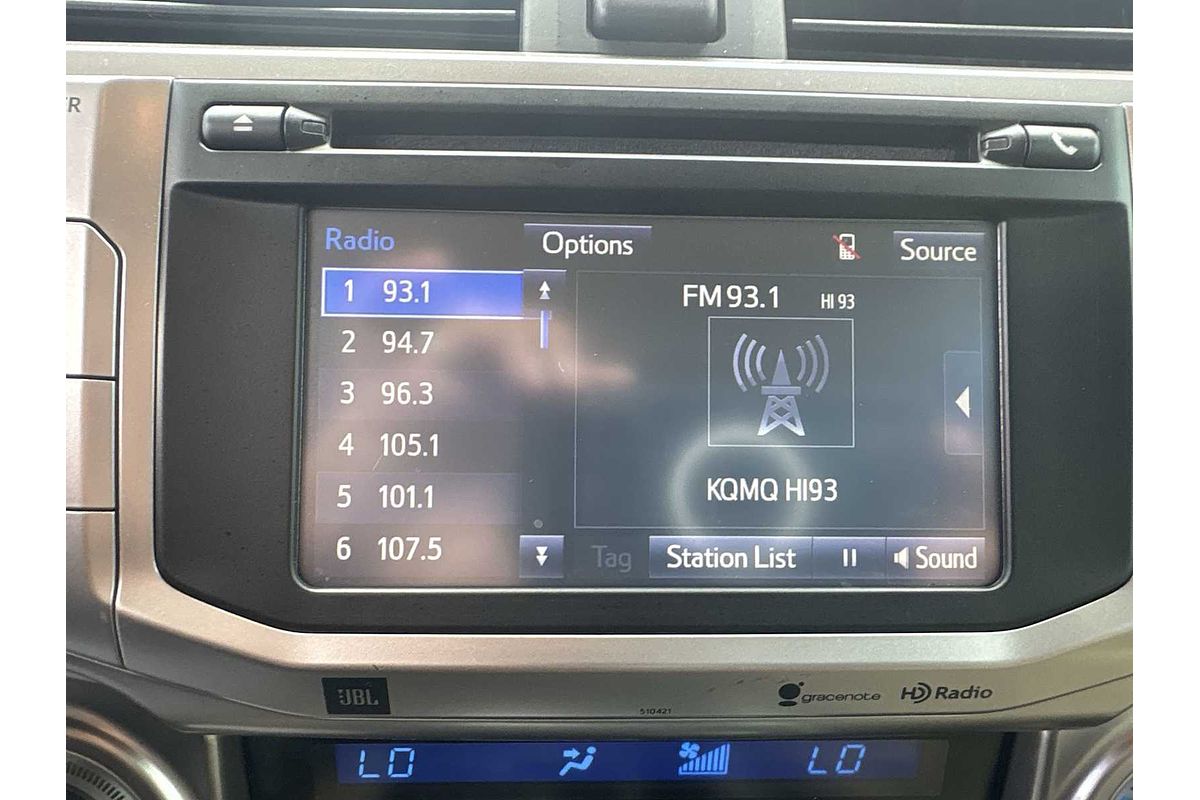 Radio
Options
Source
1 93.1
2 94.7
3 96.3
4 105.1
5 101.1
6 107.5
FM 93.1 HI 93
KQMQ HI93
Tag
Station List
Sound
JBL
510421
gracenote
HD Radio
LO
LO